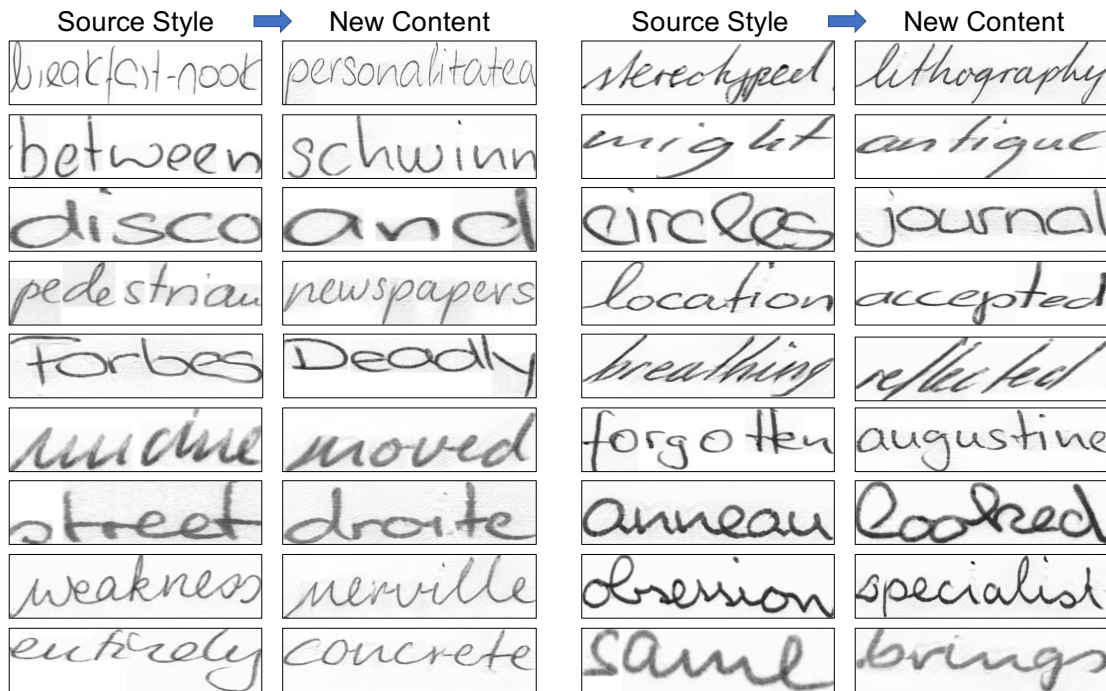 Source Style New Content Source Style New Content
breakfast-nook personalitatea stereotyped lithography
between schwinn might antique
disco and circles journal
pedestrian newspapers location accepted
Forbes Deadly breathing reflected
moved forgotten augustine
street droite anneau looked
weakness merville obsession specialist
entirely concrete same brings